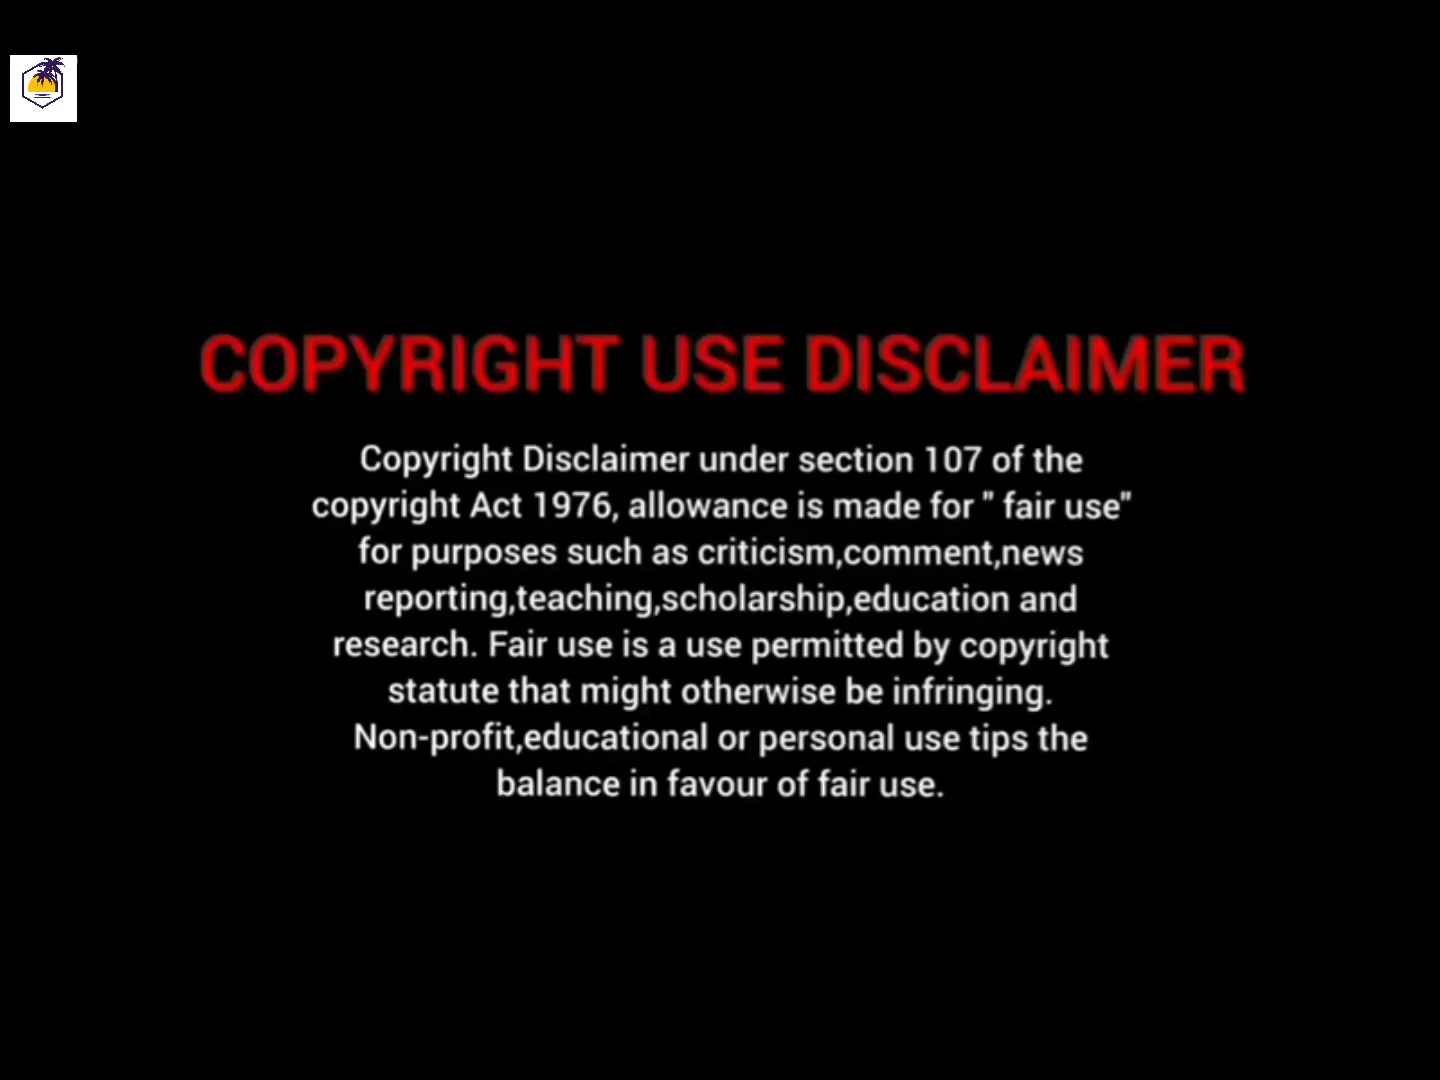 COPYRIGHT USE DISCLAIMER
Copyright Disclaimer under section 107 of the
copyright Act 1976, allowance is made for " fair use"
for purposes such as criticism,comment,news
reporting,teaching,scholarship,education and
research. Fair use is a use permitted by copyright
statute that might otherwise be infringing.
Non-profit,educational or personal use tips the
balance in favour of fair use.